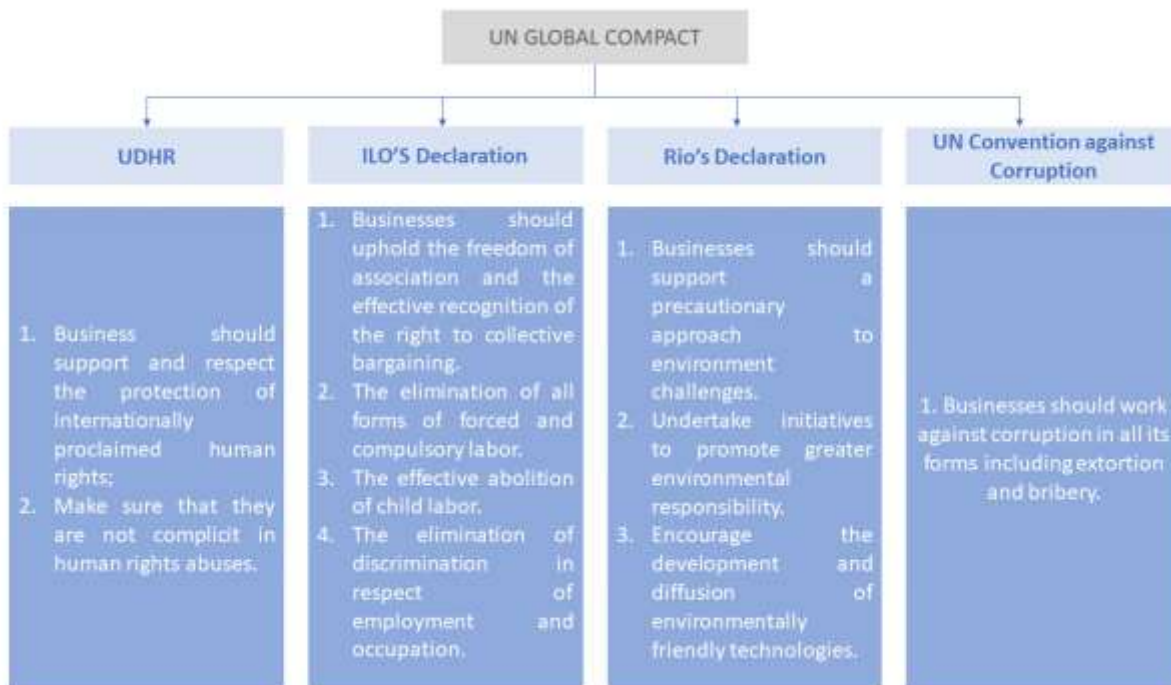 UN GLOBAL COMPACT
UDHR
ILO'S Declaration
Rio's Declaration
UN Convention against
Corruption
1. Business should
support and respect
the protection of
internationally
proclaimed human
rights;
2. Make sure that they
are not complicit in
human rights abuses.
1. Businesses should
uphold the freedom of
association and the
effective recognition of
the right to collective
bargaining.
2. The elimination of all
forms of forced and
compulsory labor.
3. The effective abolition
of child labor.
4. The elimination of
discrimination in
respect of
employment and
occupation.
1. Businesses should
support a
precautionary
approach to
environment
challenges.
2. Undertake initiatives
to promote greater
environmental
responsibility.
3. Encourage the
development and
diffusion of
environmentally
friendly technologies.
1. Businesses should work
against corruption in all its
forms including extortion
and bribery.